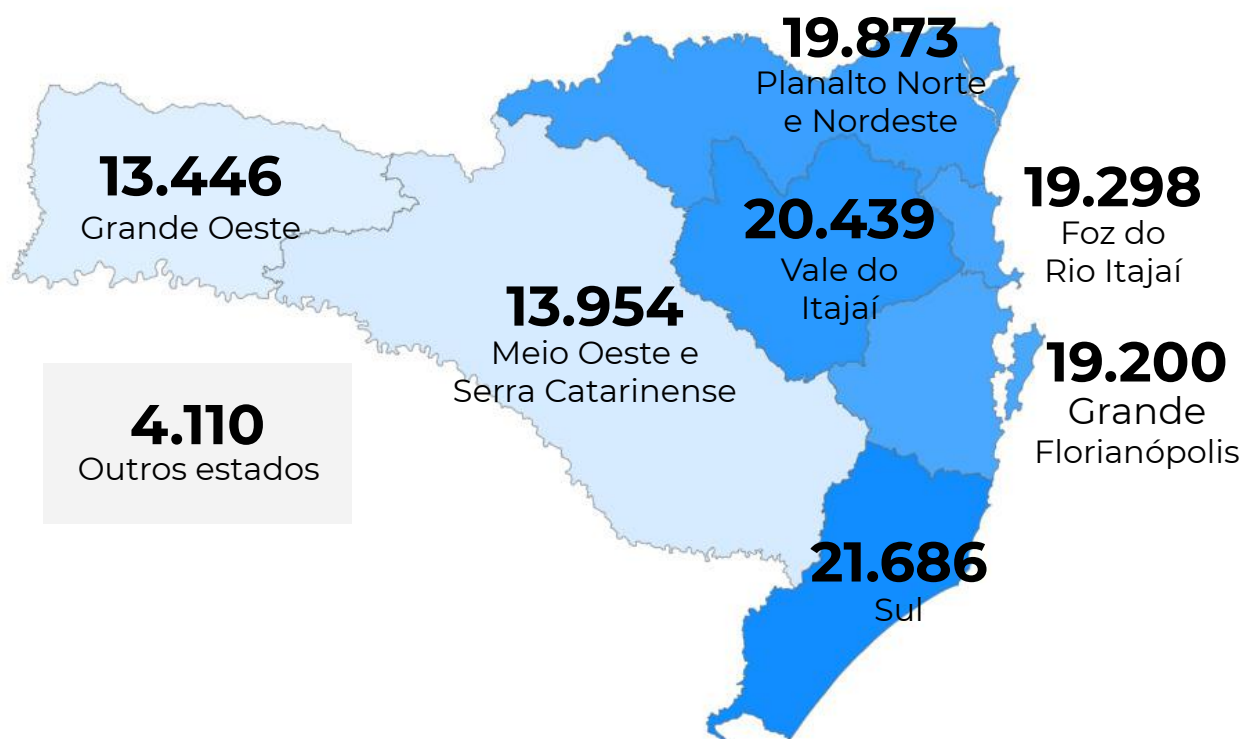 19.873
Planalto Norte
e Nordeste
13.446
Grande Oeste
19.298
Foz do
Rio Itajaí
20.439
Vale do
Itajaí
13.954
Meio Oeste e
Serra Catarinense
19.200
Grande
Florianópolis
4.110
Outros estados
21.686
Sul